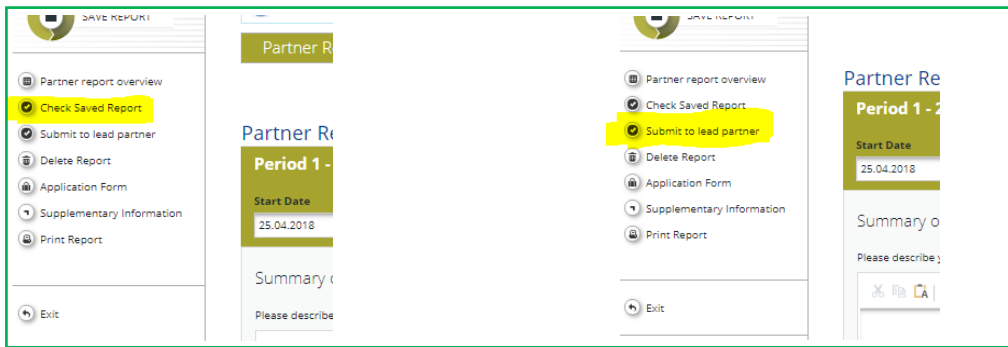 SAVE REPORT
Partner R
Partner report overview
Check Saved Report
Submit to lead partner
Delete Report
Application Form
Supplementary Information
Print Report
Exit
Partner Re
Period 1 -
Start Date
25.04.2018
Summary
Please describe
SAVE REPORT
Partner report overview
Check Saved Report
Submit to lead partner
Delete Report
Application Form
Supplementary Information
Print Report
Exit
Partner Re
Period 1 - 2
Start Date
25.04.2018
Summary o
Please describe